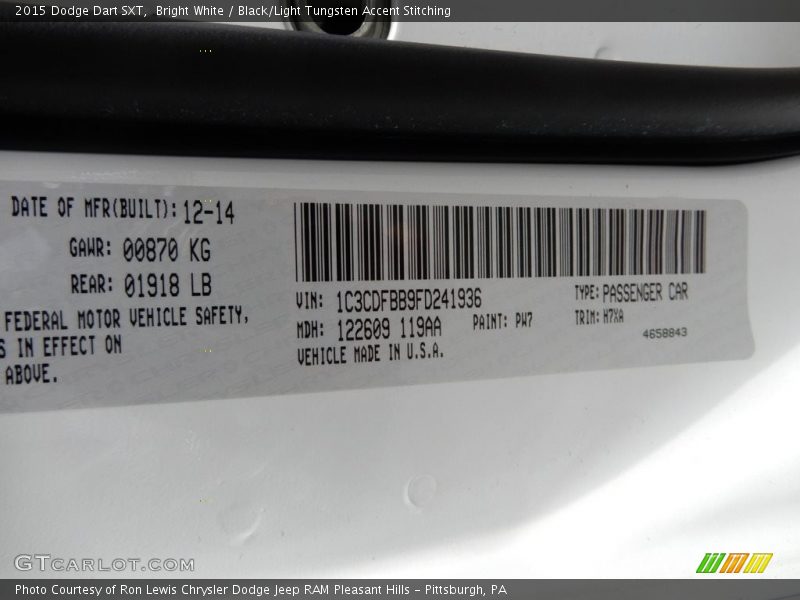 2015 Dodge Dart SXT,  Bright White / Black/Light Tungsten Accent Stitching
DATE OF MFR(BUILT): 12-14
GAWR: 00870 KG
REAR: 01918 LB
FEDERAL MOTOR VEHICLE SAFETY,
S IN EFFECT ON
ABOVE.
VIN: 1C3CDFBB9FD241936
TYPE: PASSENGER CAR
MDH: 122609 119AA
PAINT: PW7
TRIM: H7XA
VEHICLE MADE IN U.S.A.
4658843
GTCARLOT.COM
Photo Courtesy of Ron Lewis Chrysler Dodge Jeep RAM Pleasant Hills - Pittsburgh, PA